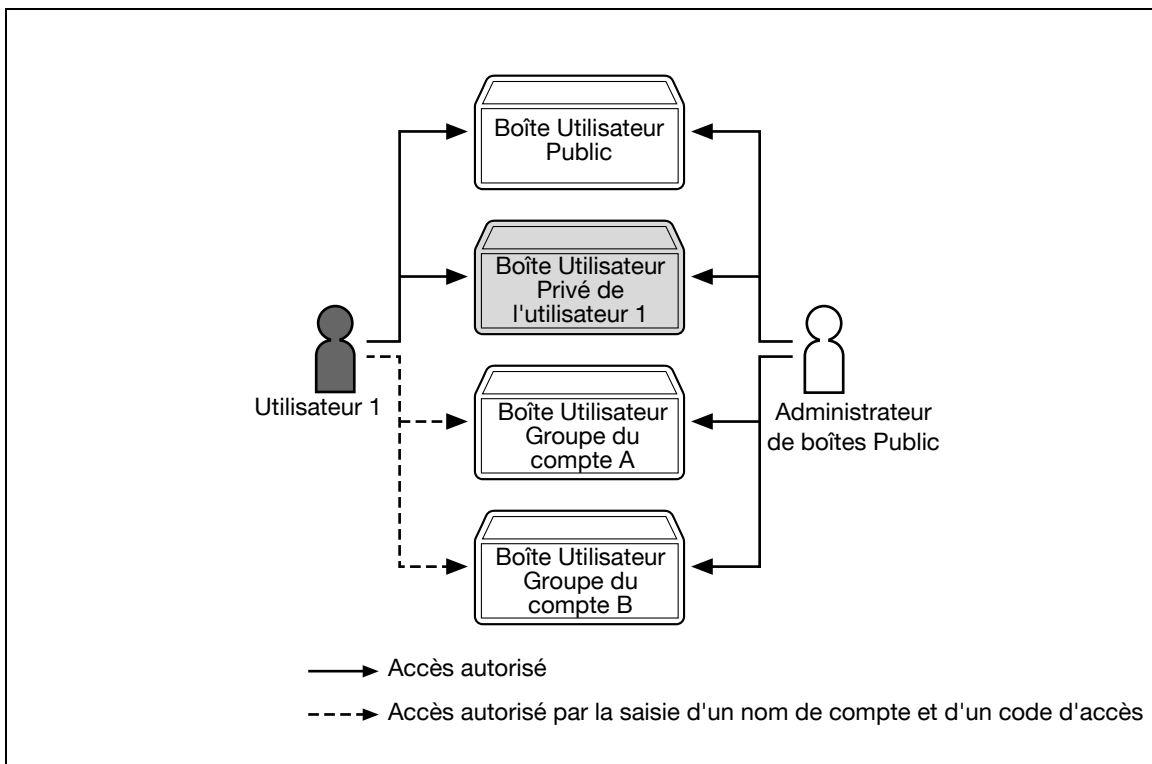 Boîte Utilisateur
Public
Boîte Utilisateur
Privé de
l'utilisateur 1
Utilisateur 1
Boîte Utilisateur
Groupe du
compte A
Administrateur
de boîtes Public
Boîte Utilisateur
Groupe du
compte B
Accès autorisé
Accès autorisé par la saisie d'un nom de compte et d'un code d'accès